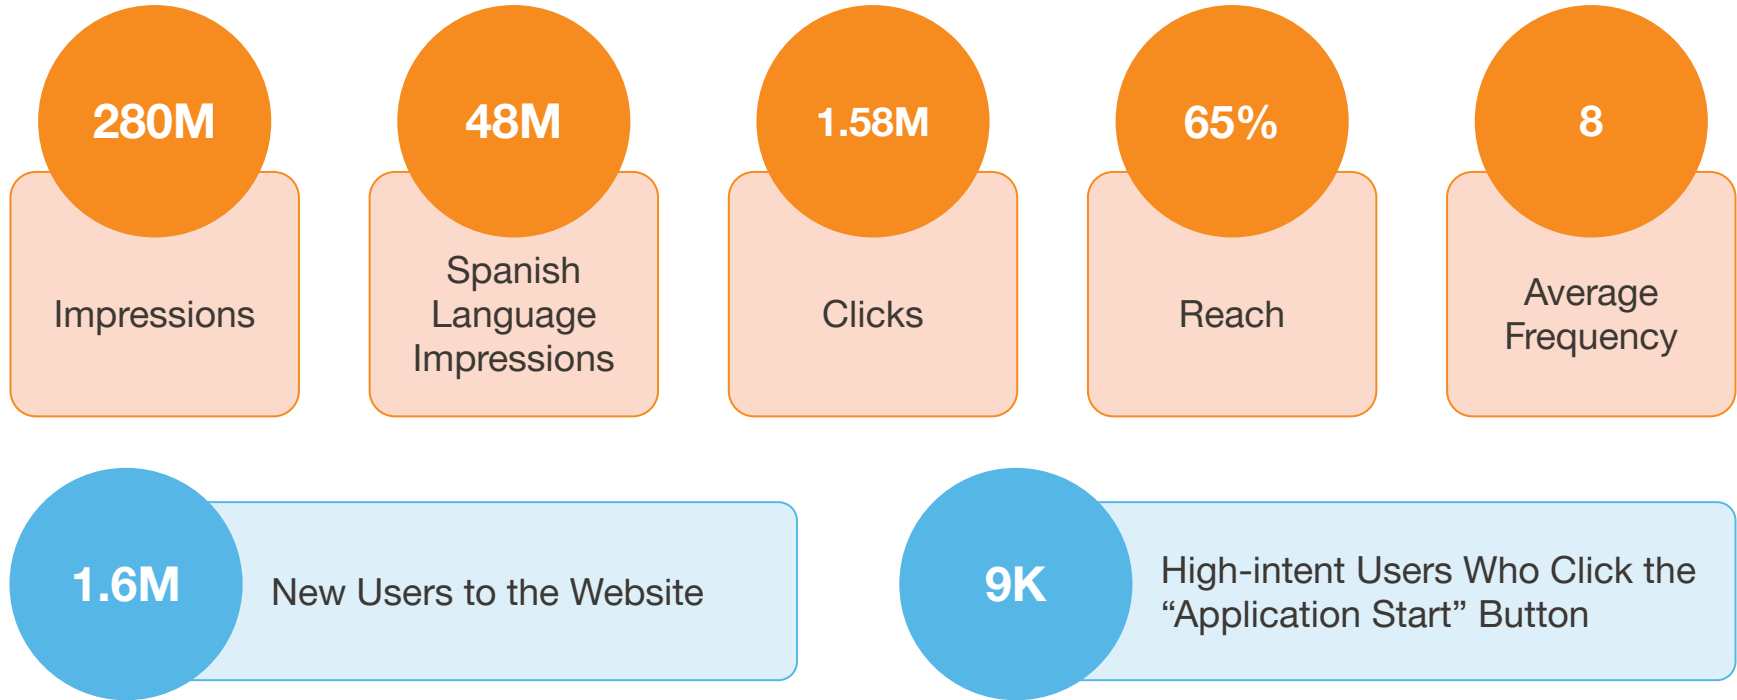 280M
Impressions
48M
Spanish
Language
Impressions
1.58M
Clicks
65%
Reach
8
Average
Frequency
1.6M
New Users to the Website
9K
High-intent Users Who Click the
“Application Start” Button